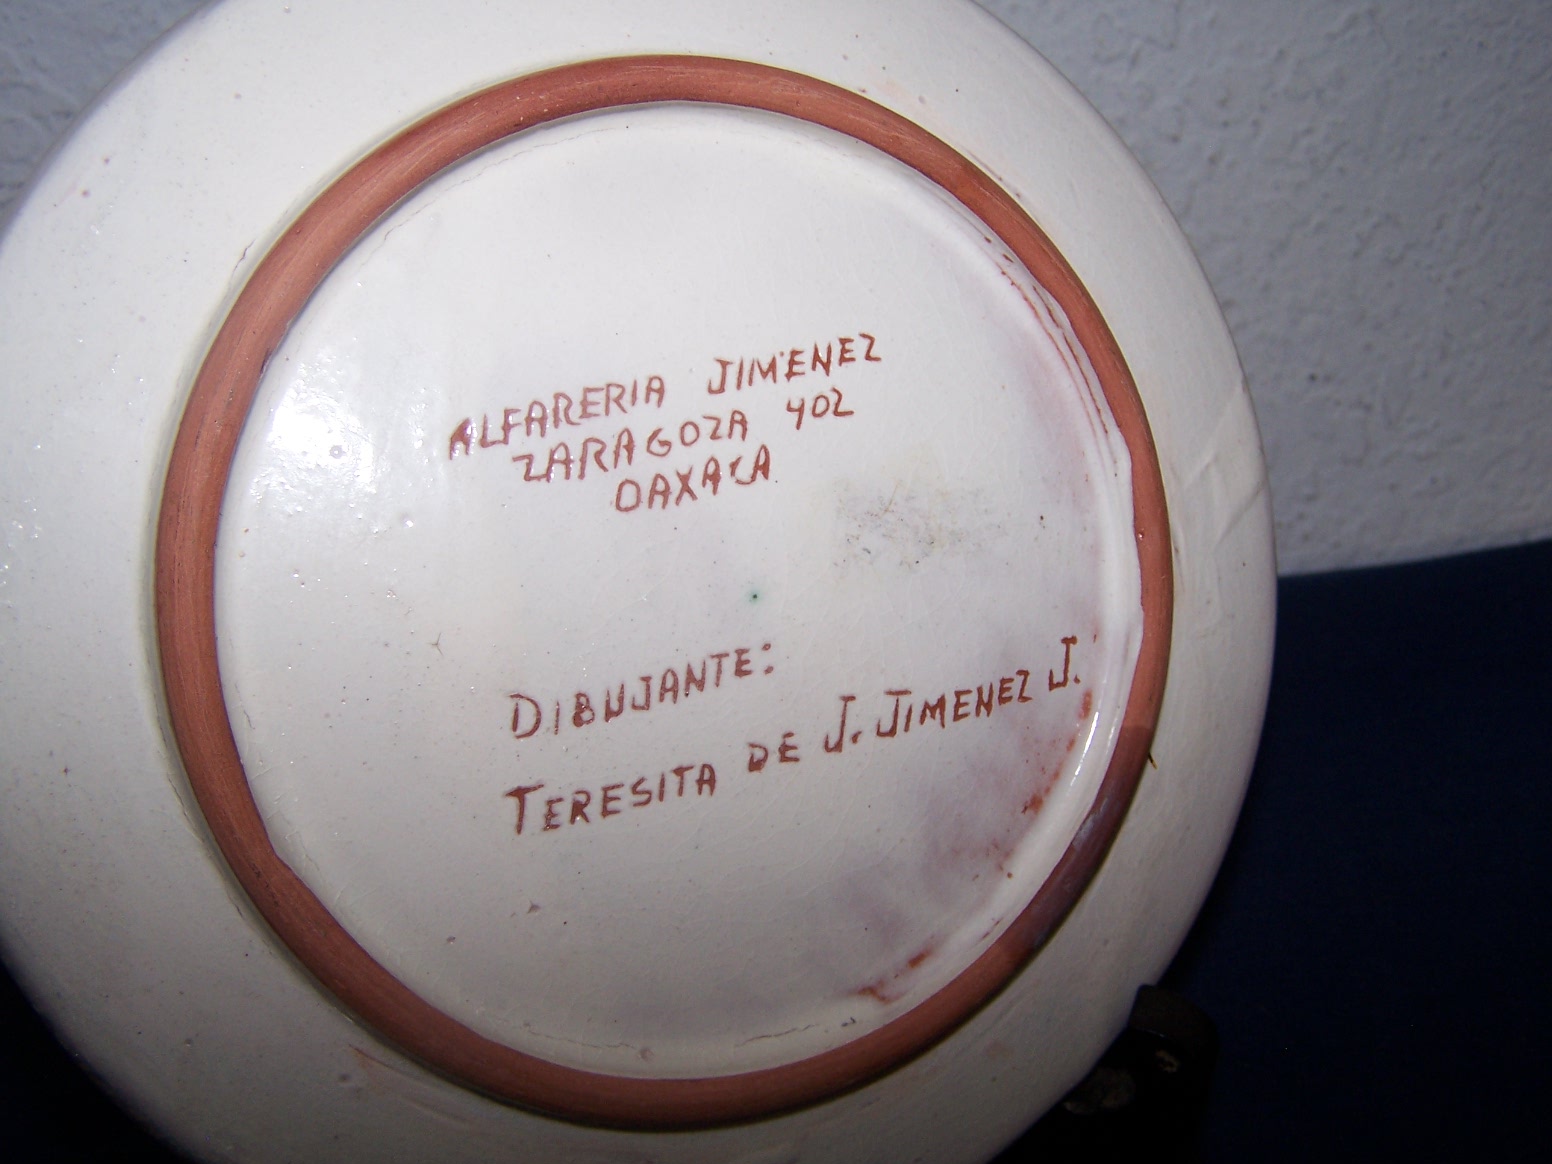 ALFARERIA JIMENEZ
ZARAGOZA 402
OAXACA
DIBUJANTE:
TERESITA DE J. JIMENEZ J.